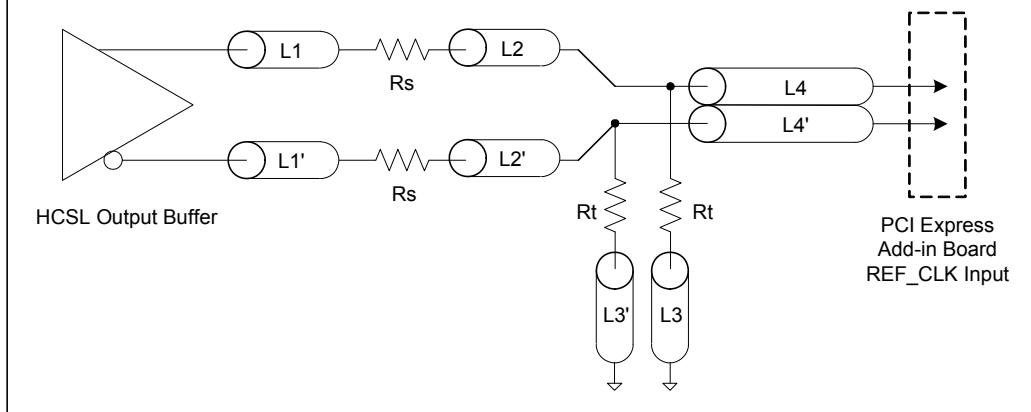 L1
Rs
L2
L4
L4'
L1'
Rs
L2'
HCSL Output Buffer
Rt
Rt
L3'
L3
PCI Express
Add-in Board
REF_CLK Input